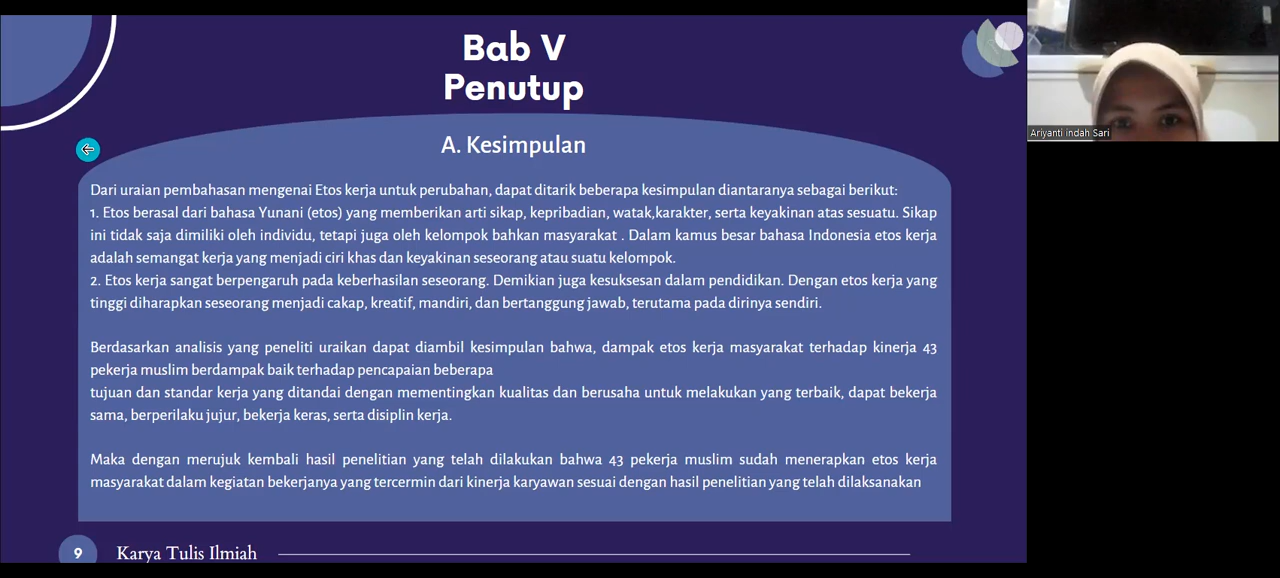 Bab V
Penutup
A. Kesimpulan
Dari uraian pembahasan mengenai Etos kerja untuk perubahan, dapat ditarik beberapa kesimpulan diantaranya sebagai berikut:
1. Etos berasal dari bahasa Yunani (etos) yang memberikan arti sikap, kepribadian, watak,karakter, serta keyakinan atas sesuatu. Sikap
ini tidak saja dimiliki oleh individu, tetapi juga oleh kelompok bahkan masyarakat . Dalam kamus besar bahasa Indonesia etos kerja
adalah semangat kerja yang menjadi ciri khas dan keyakinan seseorang atau suatu kelompok.
2. Etos kerja sangat berpengaruh pada keberhasilan seseorang. Demikian juga kesuksesan dalam pendidikan. Dengan etos kerja yang
tinggi diharapkan seseorang menjadi cakap, kreatif, mandiri, dan bertanggung jawab, terutama pada dirinya sendiri.
Berdasarkan analisis yang peneliti uraikan dapat diambil kesimpulan bahwa, dampak etos kerja masyarakat terhadap kinerja 43
pekerja muslim berdampak baik terhadap pencapaian beberapa
tujuan dan standar kerja yang ditandai dengan mementingkan kualitas dan berusaha untuk melakukan yang terbaik, dapat bekerja
sama, berperilaku jujur, bekerja keras, serta disiplin kerja.
Maka dengan merujuk kembali hasil penelitian yang telah dilakukan bahwa 43 pekerja muslim sudah menerapkan etos kerja
masyarakat dalam kegiatan bekerjanya yang tercermin dari kinerja karyawan sesuai dengan hasil penelitian yang telah dilaksanakan
9 Karya Tulis Ilmiah
Ariyanti indah Sari